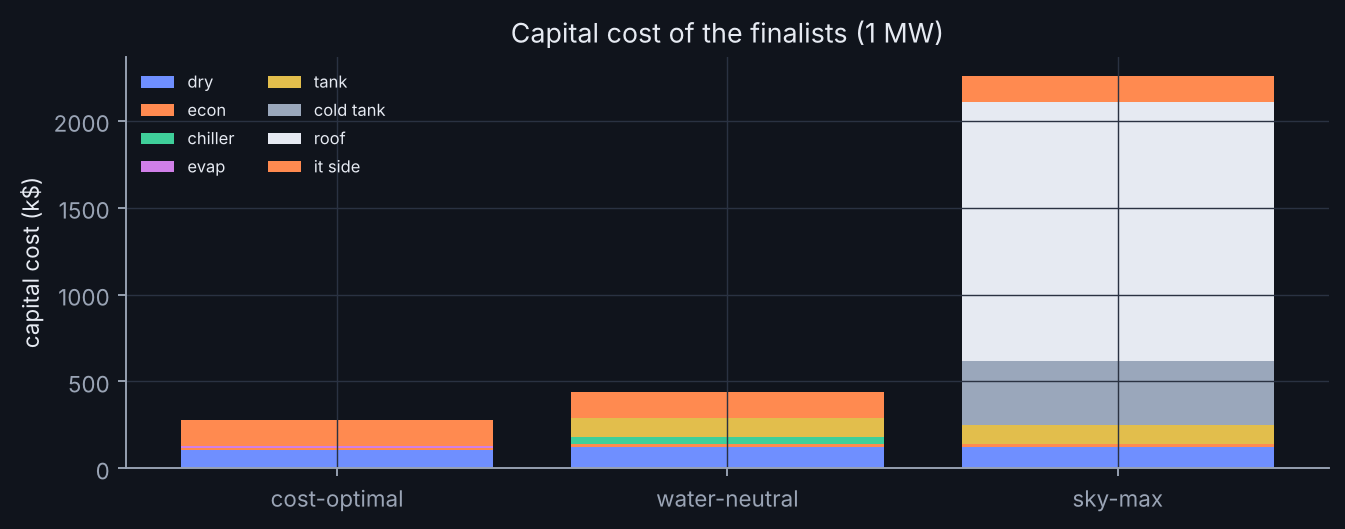 Capital cost of the finalists (1 MW)
capital cost (k$)
2000
1500
1000
500
0
dry
econ
chiller
evap
tank
cold tank
roof
it side
cost-optimal
water-neutral
sky-max